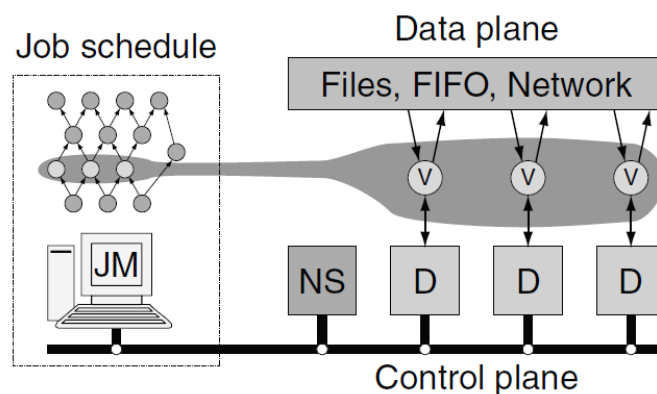 Job schedule
Data plane
Files, FIFO, Network
V V V
JM
NS D D D
Control plane